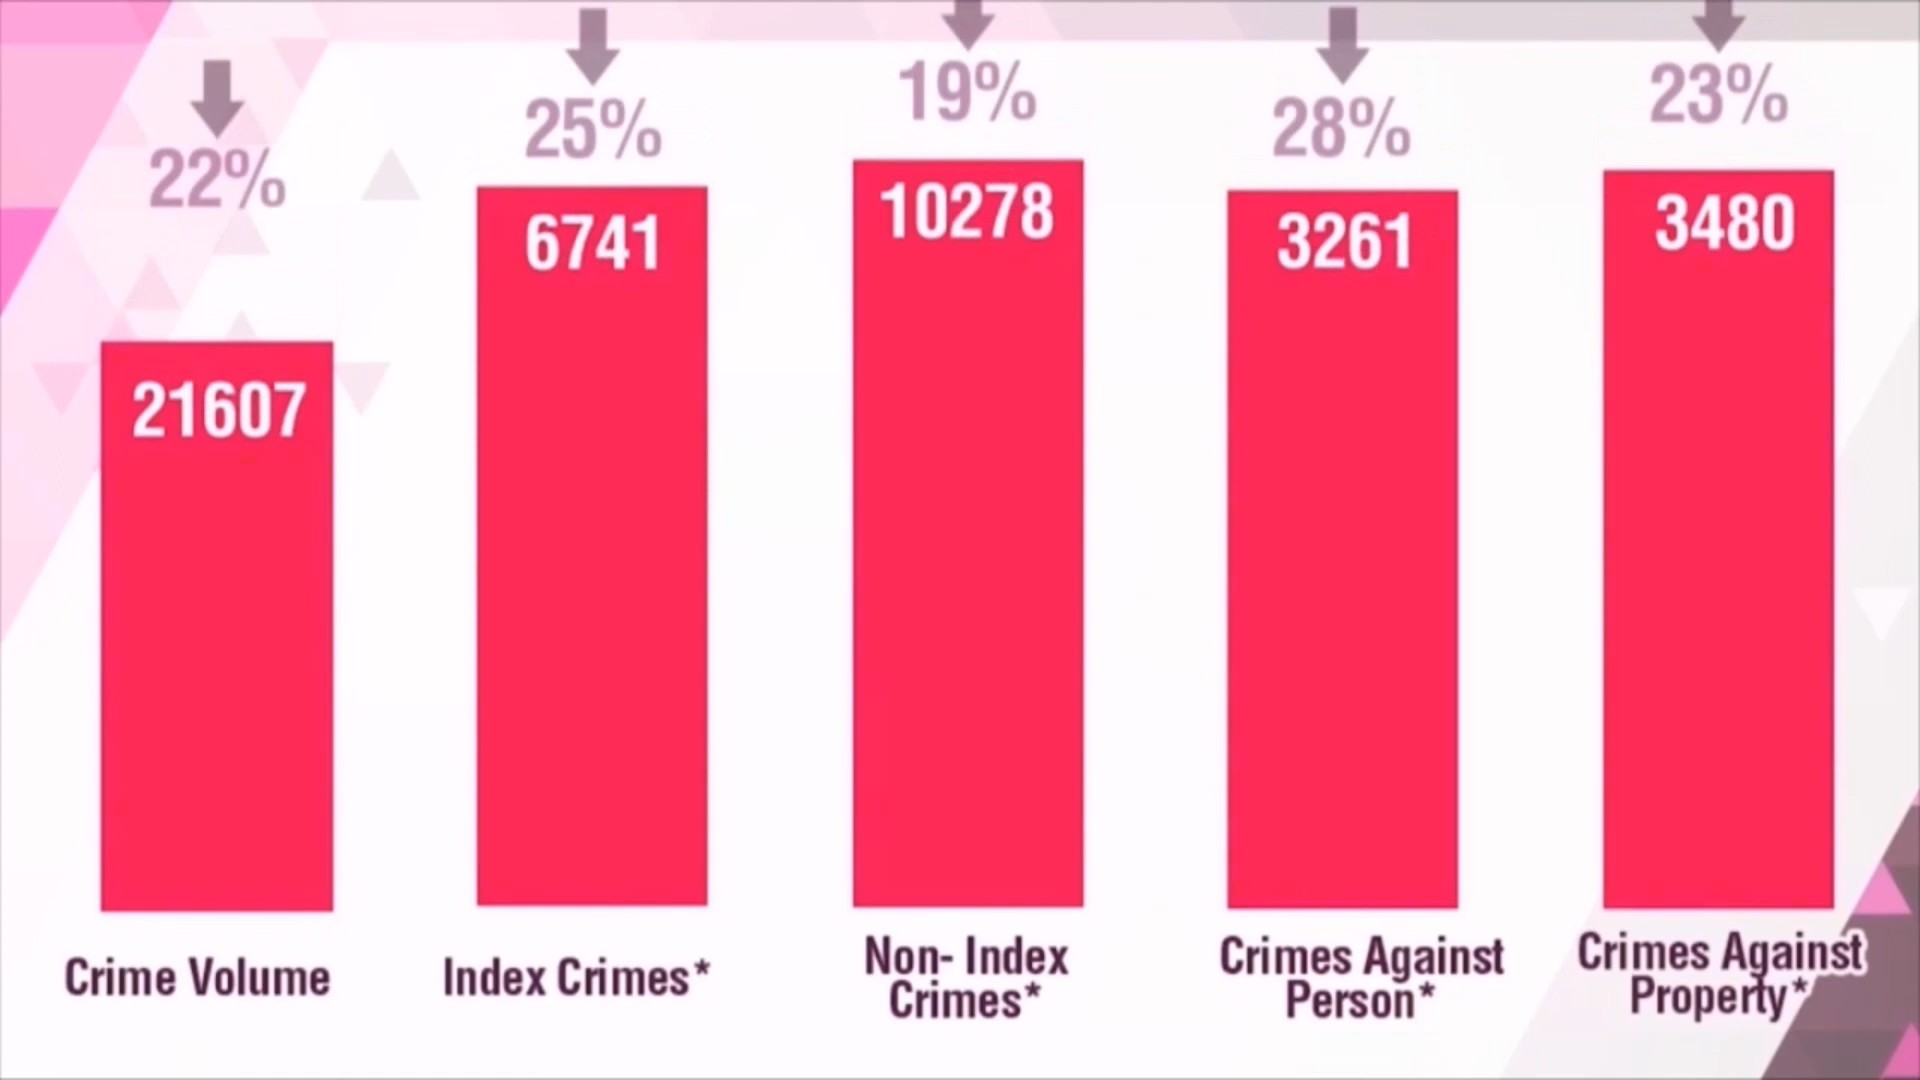 22%
25%
19%
28%
23%
21607
6741
10278
3261
3480
Crime Volume
Index Crimes*
Non- Index
Crimes*
Crimes Against
Person*
Crimes Against
Property*